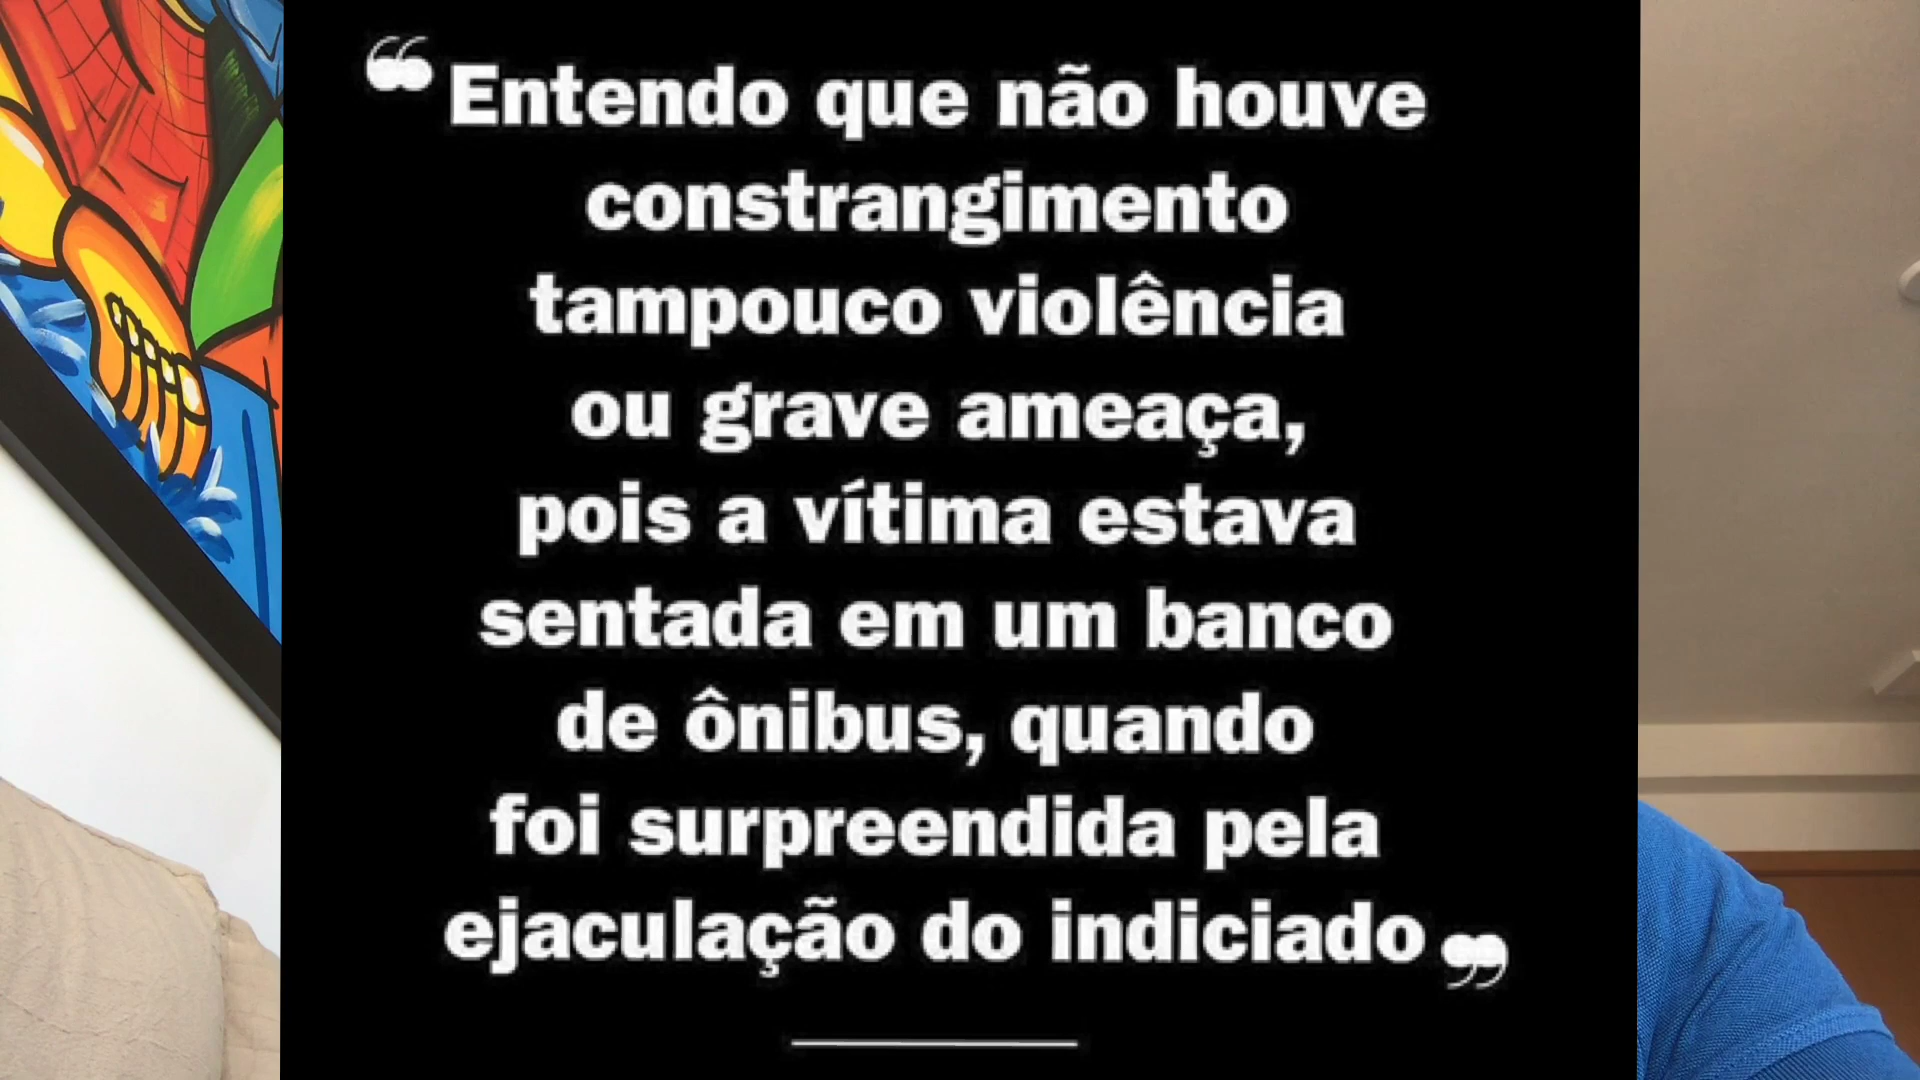 “Entendo que não houve
constrangimento
tampouco violência
ou grave ameaça,
pois a vítima estava
sentada em um banco
de ônibus, quando
foi surpreendida pela
ejaculação do indiciado”